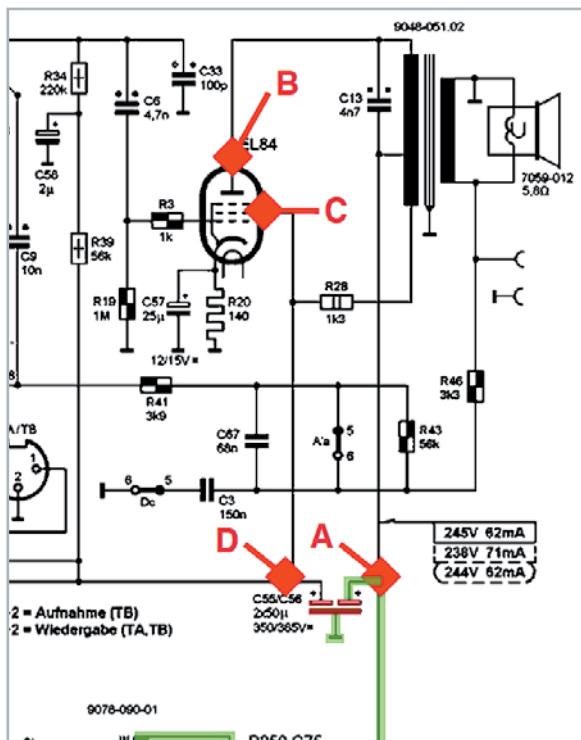 9048-051.02
R34
220k
C33
100p
C6
4,7n
B
C13
4n7
EL84
C58
2µ
7059-012
5,8Ω
R3
1k
C
R39
56k
C9
10n
R28
1k3
R19
1M
C57
25µ
R20
140
12/15V=
R41
3k9
R46
3k3
A/TB
C67
68n
A'a
5
6
R43
56k
1
2
6
5
Dc
C3
150n
D
A
245V 62mA
238V 71mA
244V 62mA
C55/C56
2x50µ
350/385V=
-2 = Aufnahme (TB)
-2 = Wiedergabe (TA,TB)
9078-090-01